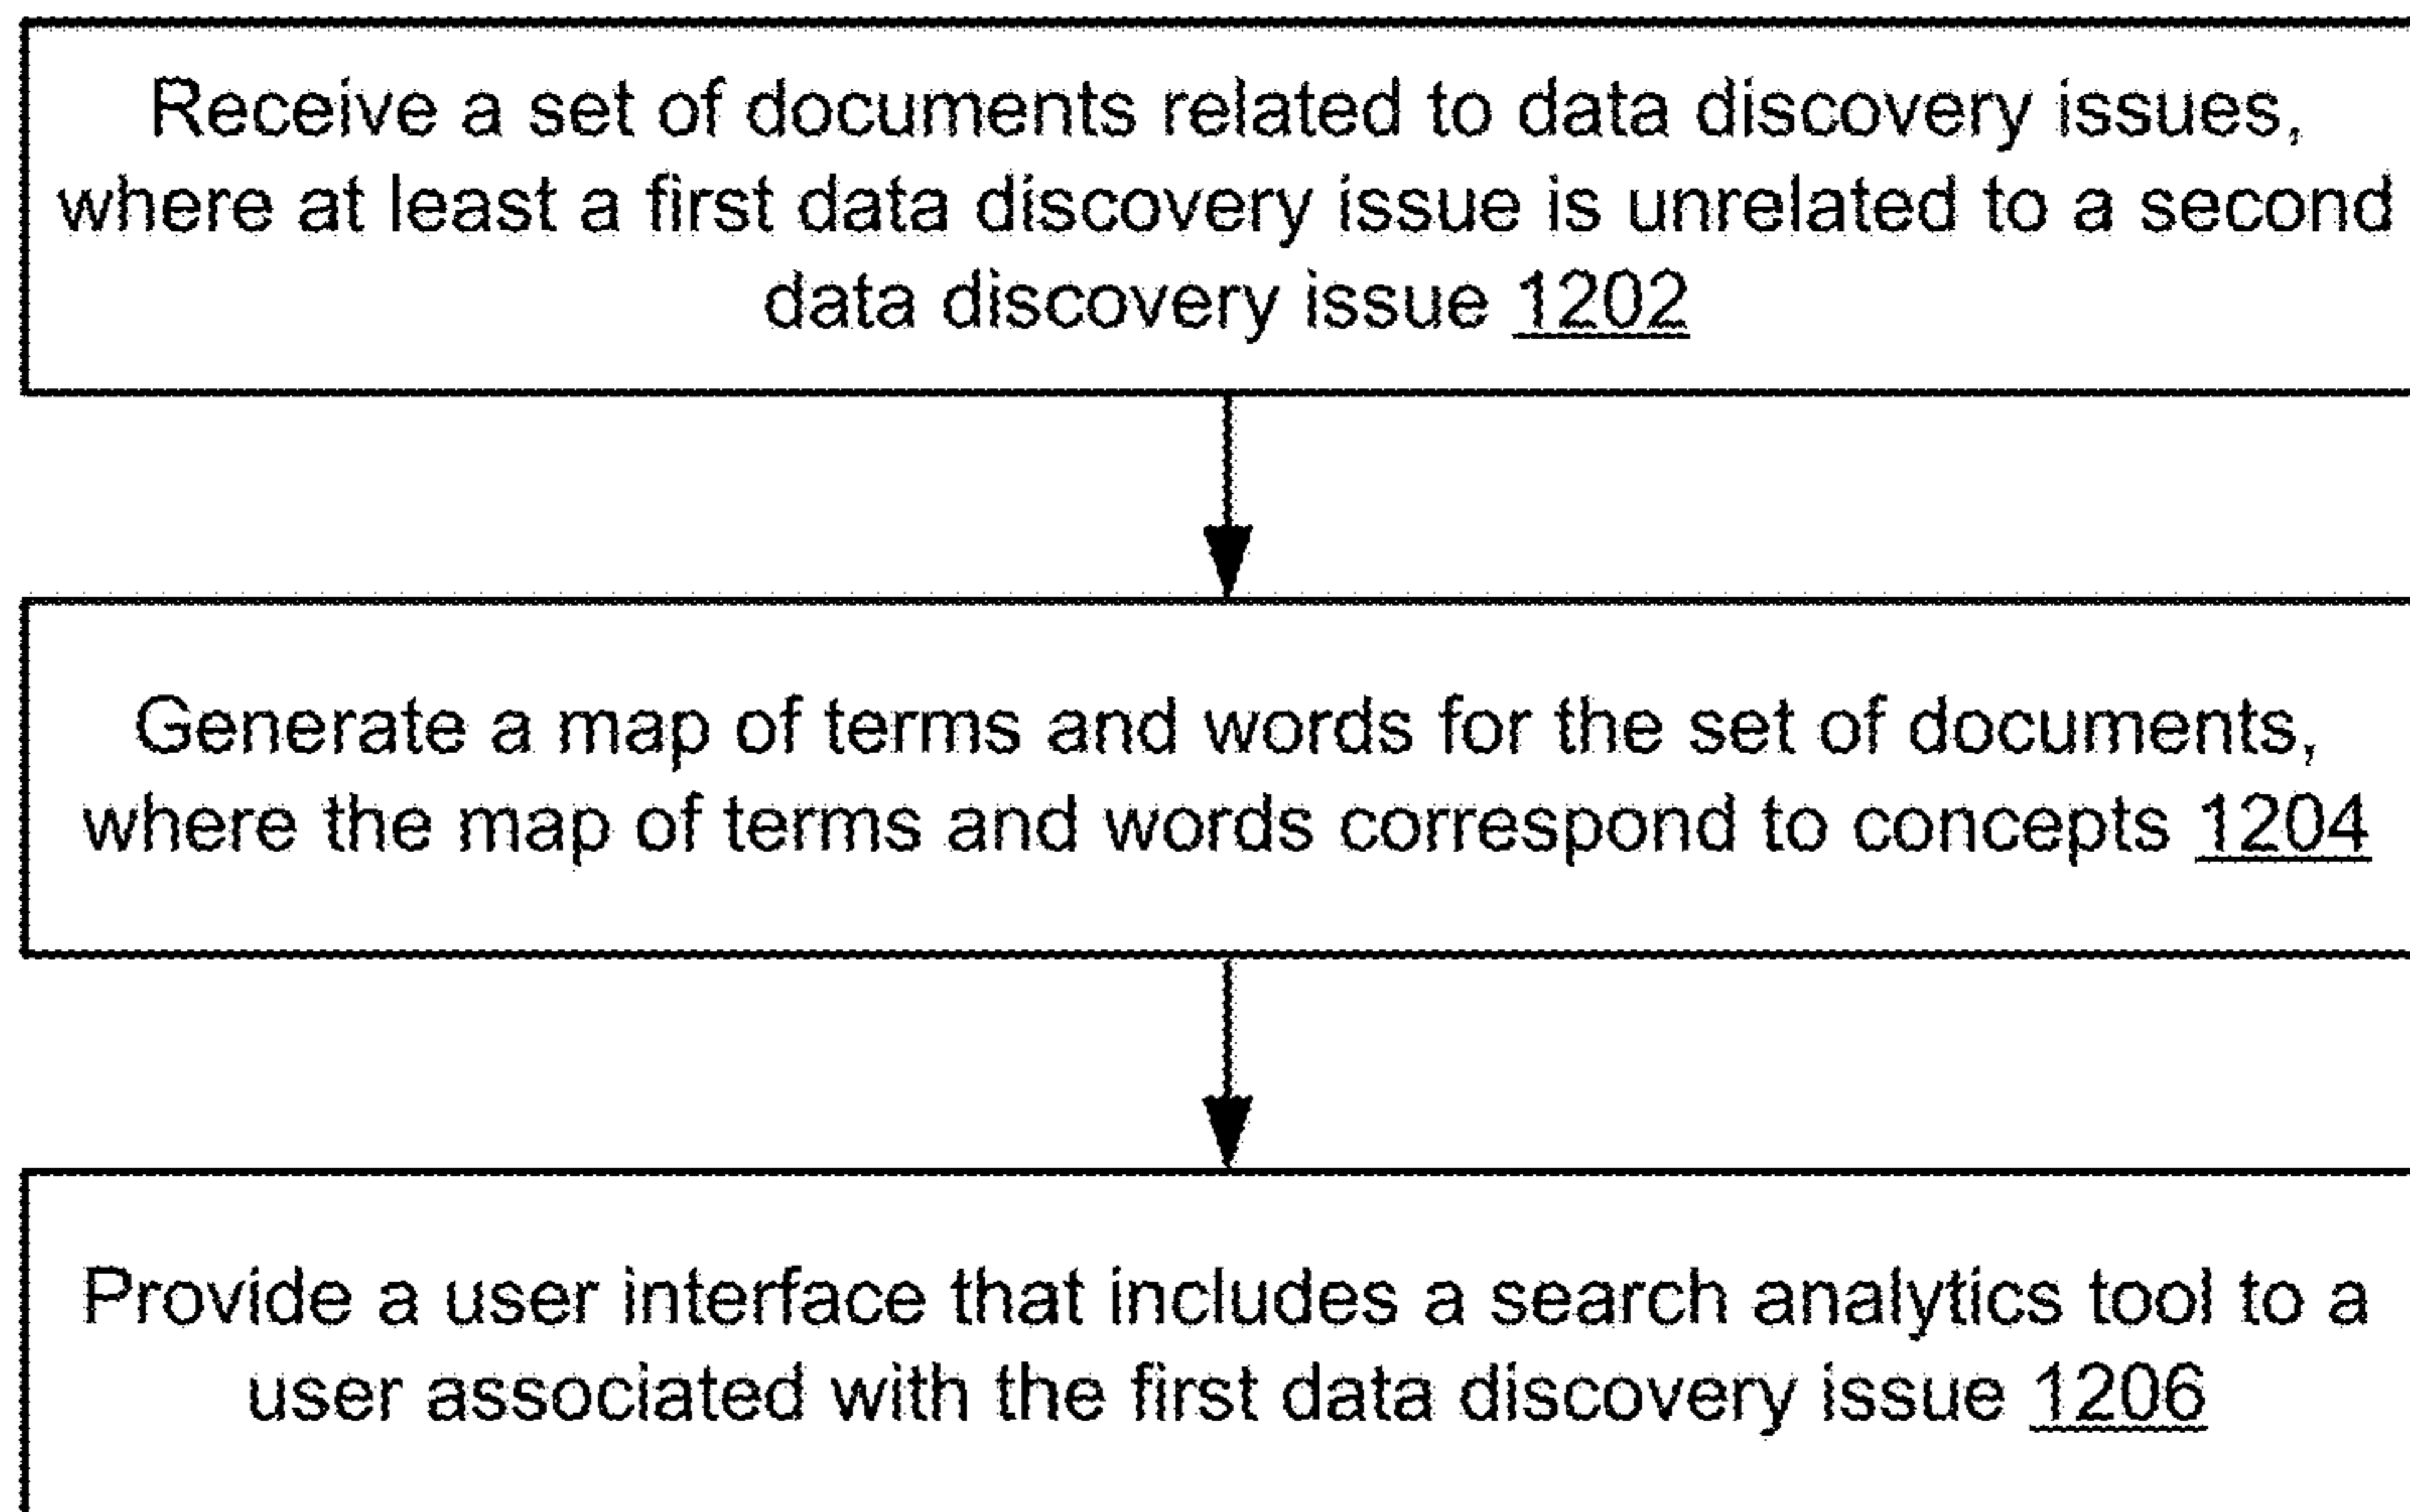 Receive a set of documents related to data discovery issues,
where at least a first data discovery issue is unrelated to a second
data discovery issue 1202
Generate a map of terms and words for the set of documents,
where the map of terms and words correspond to concepts 1204
Provide a user interface that includes a search analytics tool to a
user associated with the first data discovery issue 1206